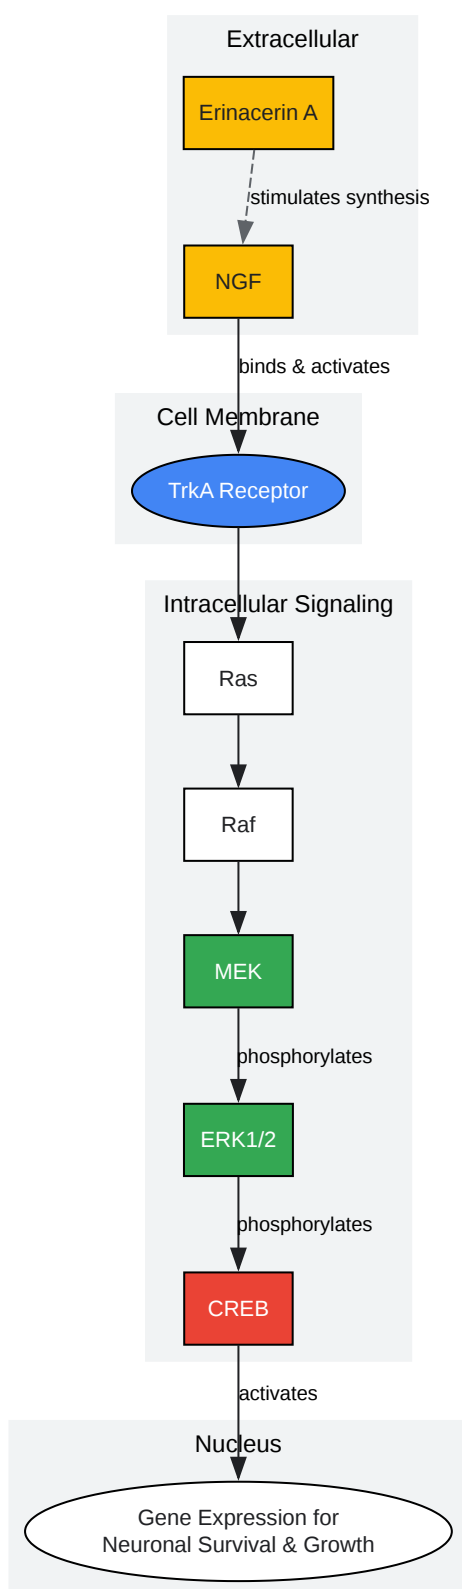 Extracellular
Erinacerin A
stimulates synthesis
NGF
binds & activates
Cell Membrane
TrkA Receptor
Intracellular Signaling
Ras
Raf
MEK
phosphorylates
ERK1/2
phosphorylates
CREB
activates
Nucleus
Gene Expression for
Neuronal Survival & Growth